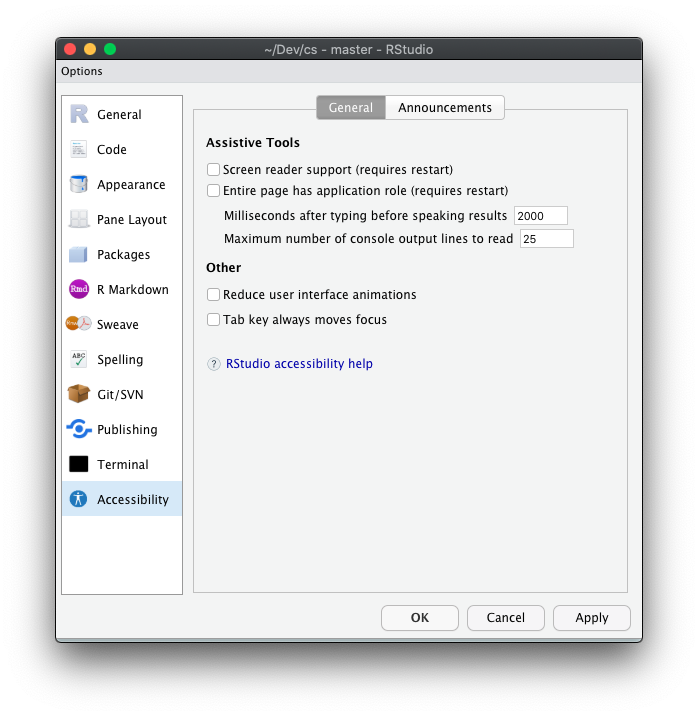 ~/Dev/cs - master - RStudio
Options
General
Code
Appearance
Pane Layout
Packages
Rmd R Markdown
Sweave
ABC Spelling
Git/SVN
Publishing
Terminal
Accessibility
General Announcements
Assistive Tools
Screen reader support (requires restart)
Entire page has application role (requires restart)
Milliseconds after typing before speaking results 2000
Maximum number of console output lines to read 25
Other
Reduce user interface animations
Tab key always moves focus
? RStudio accessibility help
OK Cancel Apply